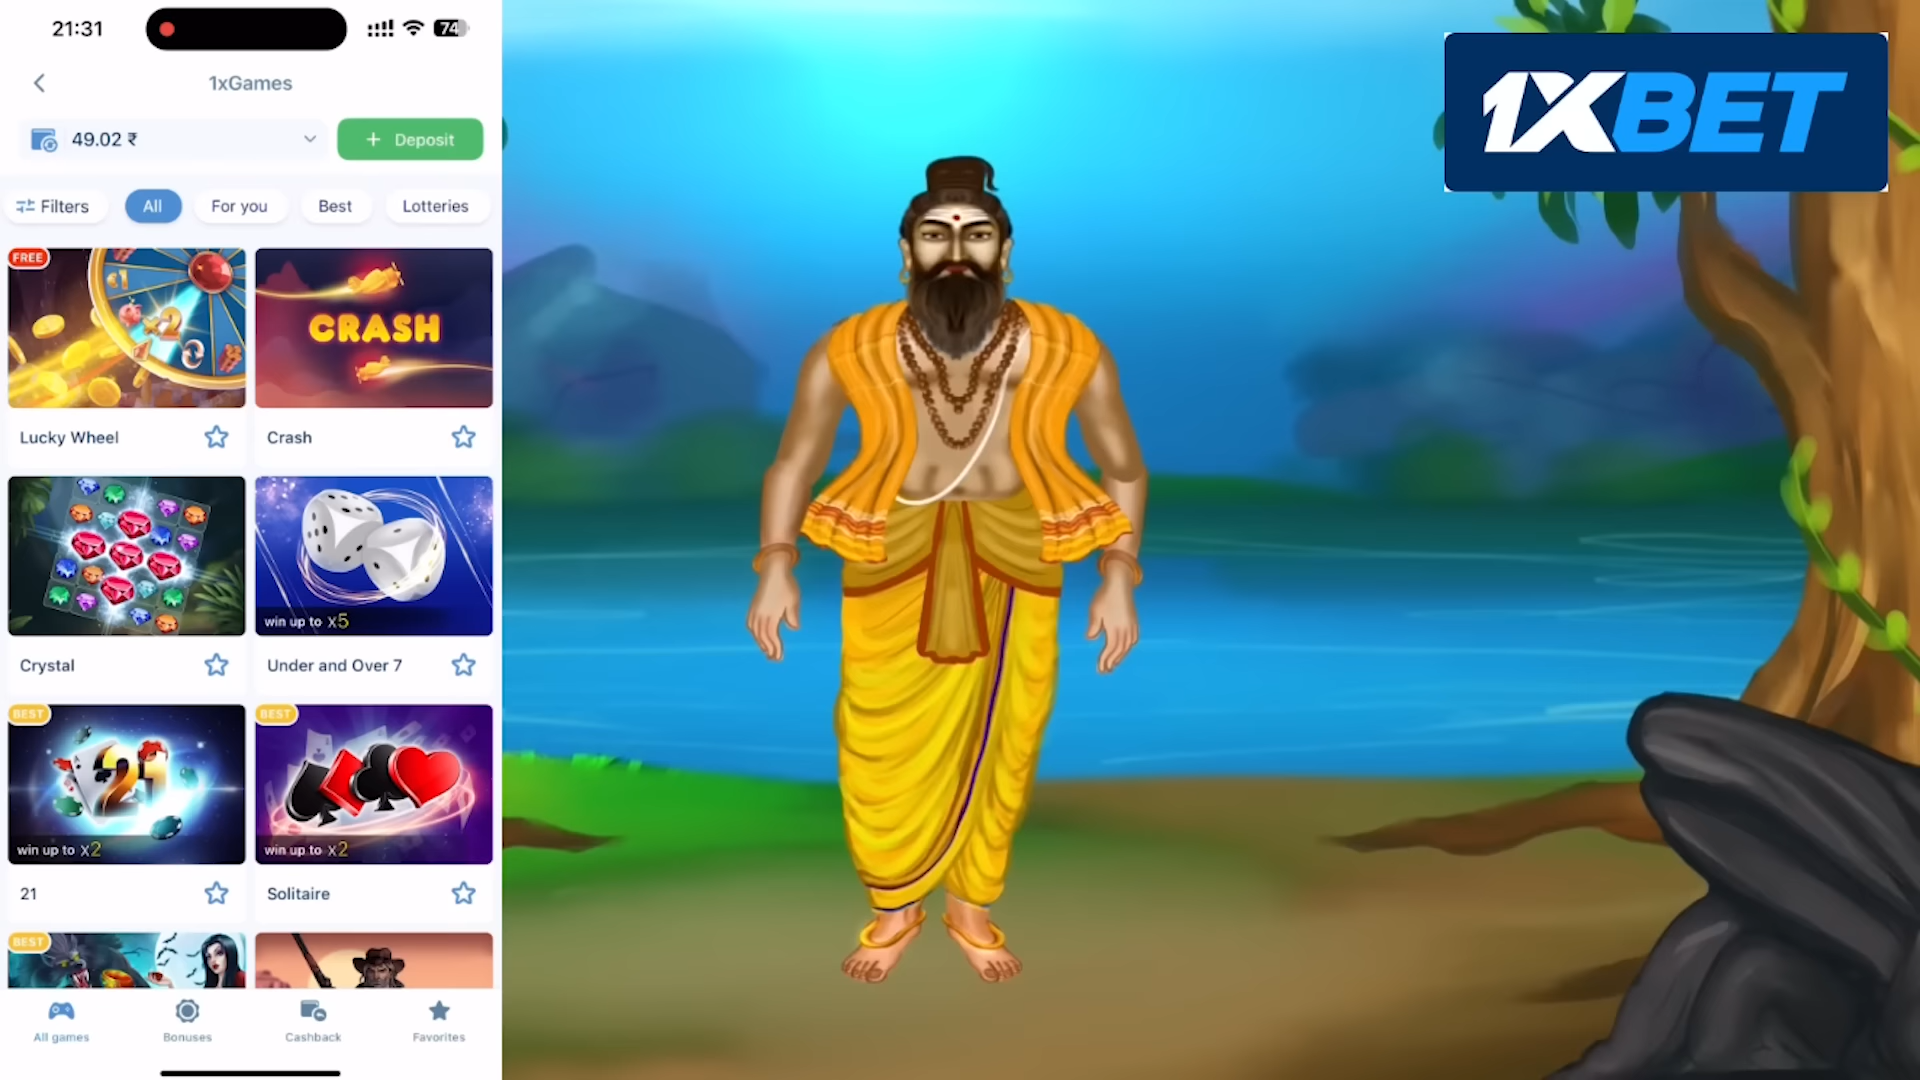 21:31
74
1xGames
49.02 ₹
+ Deposit
Filters
All
For you
Best
Lotteries
FREE
x2
CRASH
Lucky Wheel
Crash
win up to x5
Crystal
Under and Over 7
BEST
BEST
21
win up to x2
win up to x2
21
Solitaire
BEST
All games
Bonuses
Cashback
Favorites
1XBET